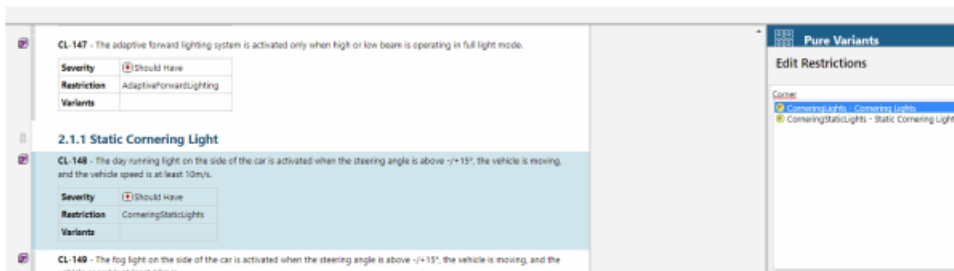 CL-147 - The adaptive forward lighting system is activated only when high or low beam is operating in full light mode.
Severity Should Have
Restriction AdaptiveForwardLighting
Variants
2.1.1 Static Cornering Light
CL-148 - The day running light on the side of the car is activated when the steering angle is above -/+15°, the vehicle is moving,
and the vehicle speed is at least 10m/s.
Severity Should Have
Restriction CorneringStaticLights
Variants
CL-149 - The fog light on the side of the car is activated when the steering angle is above -/+15°, the vehicle is moving, and the
Pure Variants
Edit Restrictions
Corner
CorneringLights - Cornering Lights
CorneringStaticLights - Static Cornering Light